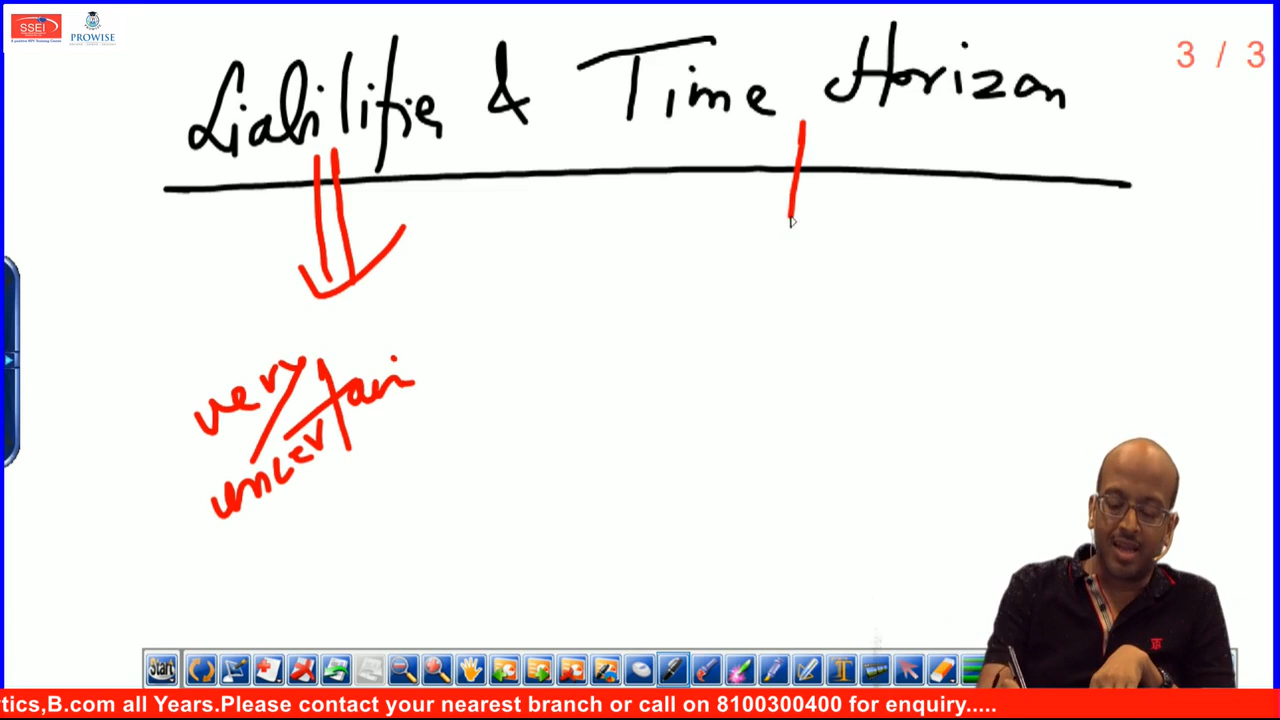 SSEI
PROWISE
Liabilities & Time Horizon
3 / 3
very
uncertain
Start
tics,B.com all Years.Please contact your nearest branch or call on 8100300400 for enquiry.....